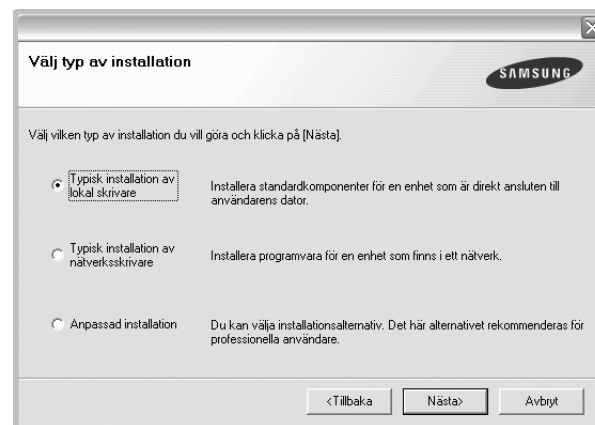 Välj typ av installation
SAMSUNG
Välj vilken typ av installation du vill göra och klicka på [Nästa].
Typisk installation av
lokal skrivare
Installera standardkomponenter för en enhet som är direkt ansluten till
användarens dator.
Typisk installation av
nätverksskrivare
Installera programvara för en enhet som finns i ett nätverk.
Anpassad installation
Du kan välja installationsalternativ. Det här alternativet rekommenderas för
professionella användare.
<Tillbaka
Nästa>
Avbryt